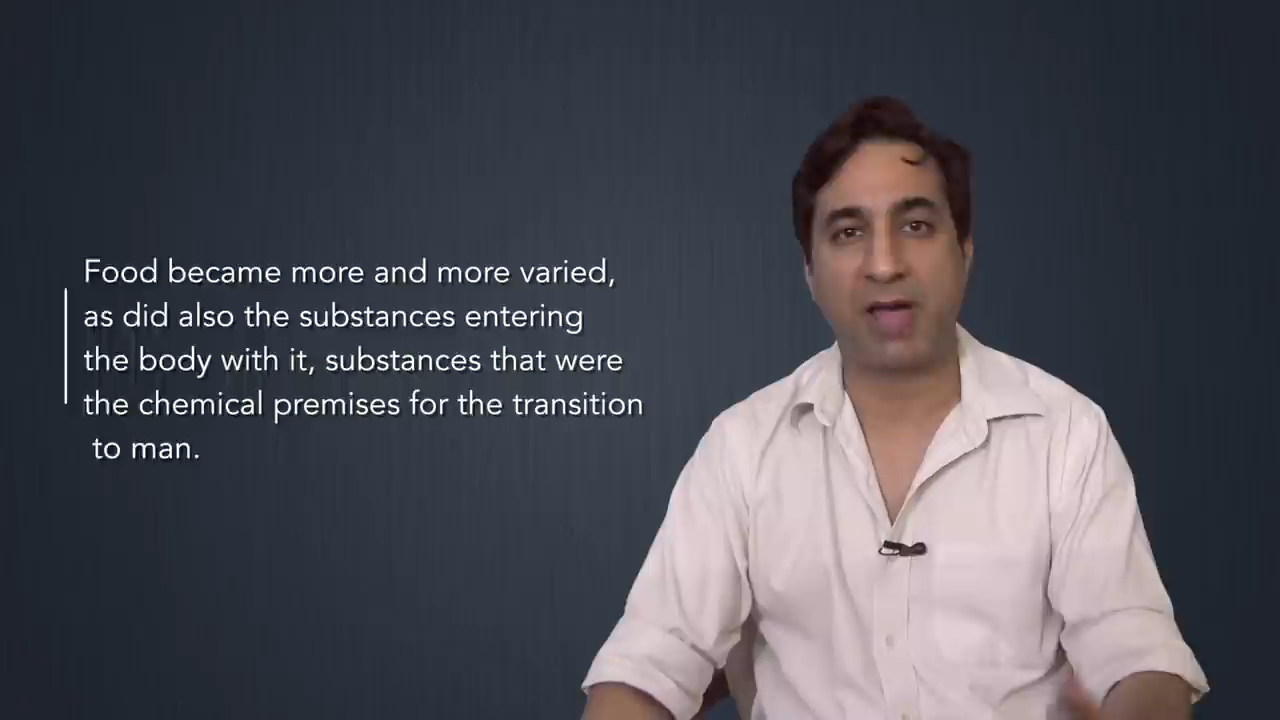 Food became more and more varied,
as did also the substances entering
the body with it, substances that were
the chemical premises for the transition
to man.